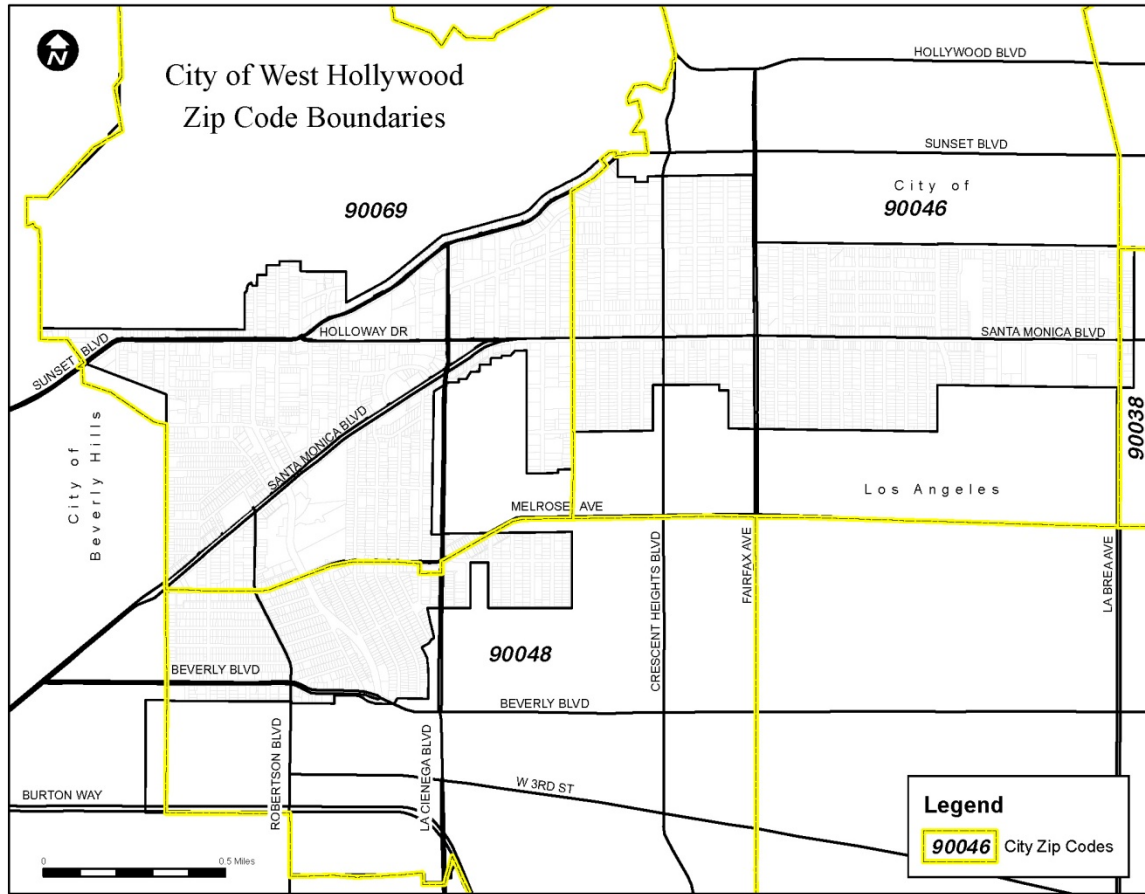 N
City of West Hollywood
Zip Code Boundaries
HOLLYWOOD BLVD
SUNSET BLVD
City of
90046
90069
HOLLOWAY DR
SANTA MONICA BLVD
SUNSET BLVD
SANTA MONICA BLVD
City of
Beverly Hills
90038
Los Angeles
MELROSE AVE
CRESCENT HEIGHTS BLVD
FAIRFAX AVE
LA BREA AVE
90048
BEVERLY BLVD
BEVERLY BLVD
ROBERTSON BLVD
LA CIENEGA BLVD
W 3RD ST
BURTON WAY
Legend
90046 City Zip Codes
0 0.5 Miles